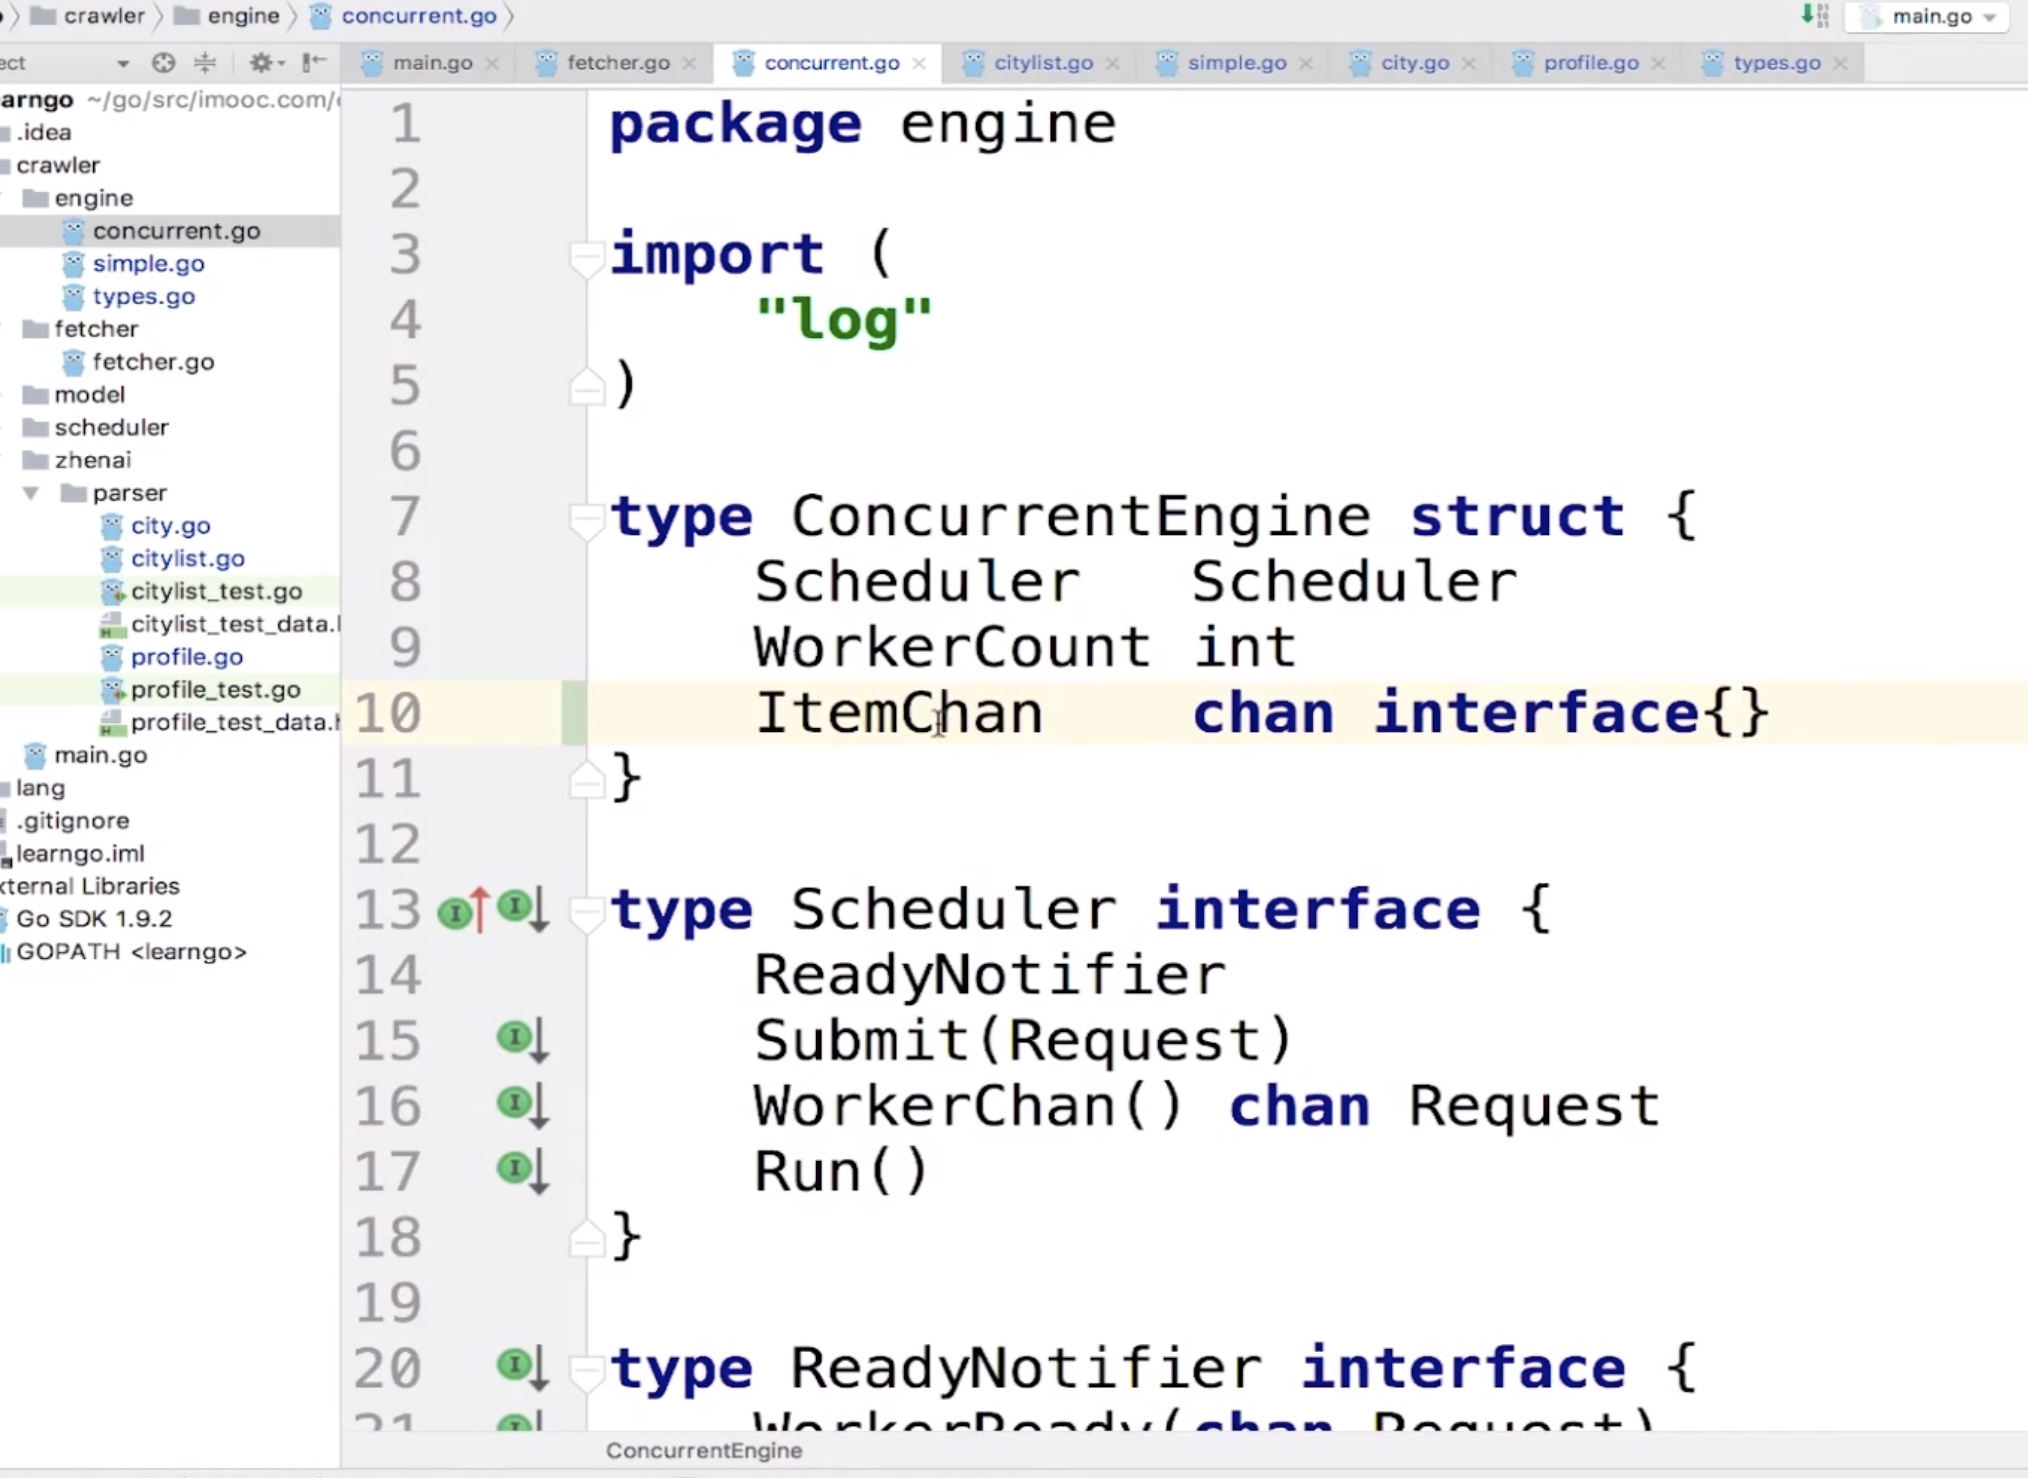 crawler engine concurrent.go main.go
ect main.go fetcher.go concurrent.go citylist.go simple.go city.go profile.go types.go
arngo ~/go/src/imooc.com/
.idea
crawler
engine
concurrent.go
simple.go
types.go
fetcher
fetcher.go
model
scheduler
zhenai
parser
city.go
citylist.go
citylist_test.go
citylist_test_data.
profile.go
profile_test.go
profile_test_data.
main.go
lang
.gitignore
learngo.iml
xternal Libraries
Go SDK 1.9.2
GOPATH <learngo>
1 package engine
2
3 import (
4 "log"
5 )
6
7 type ConcurrentEngine struct {
8 Scheduler Scheduler
9 WorkerCount int
10 ItemChan chan interface{}
11 }
12
13 type Scheduler interface {
14 ReadyNotifier
15 Submit(Request)
16 WorkerChan() chan Request
17 Run()
18 }
19
20 type ReadyNotifier interface {
21 WorkerReady(chan Request)
ConcurrentEngine